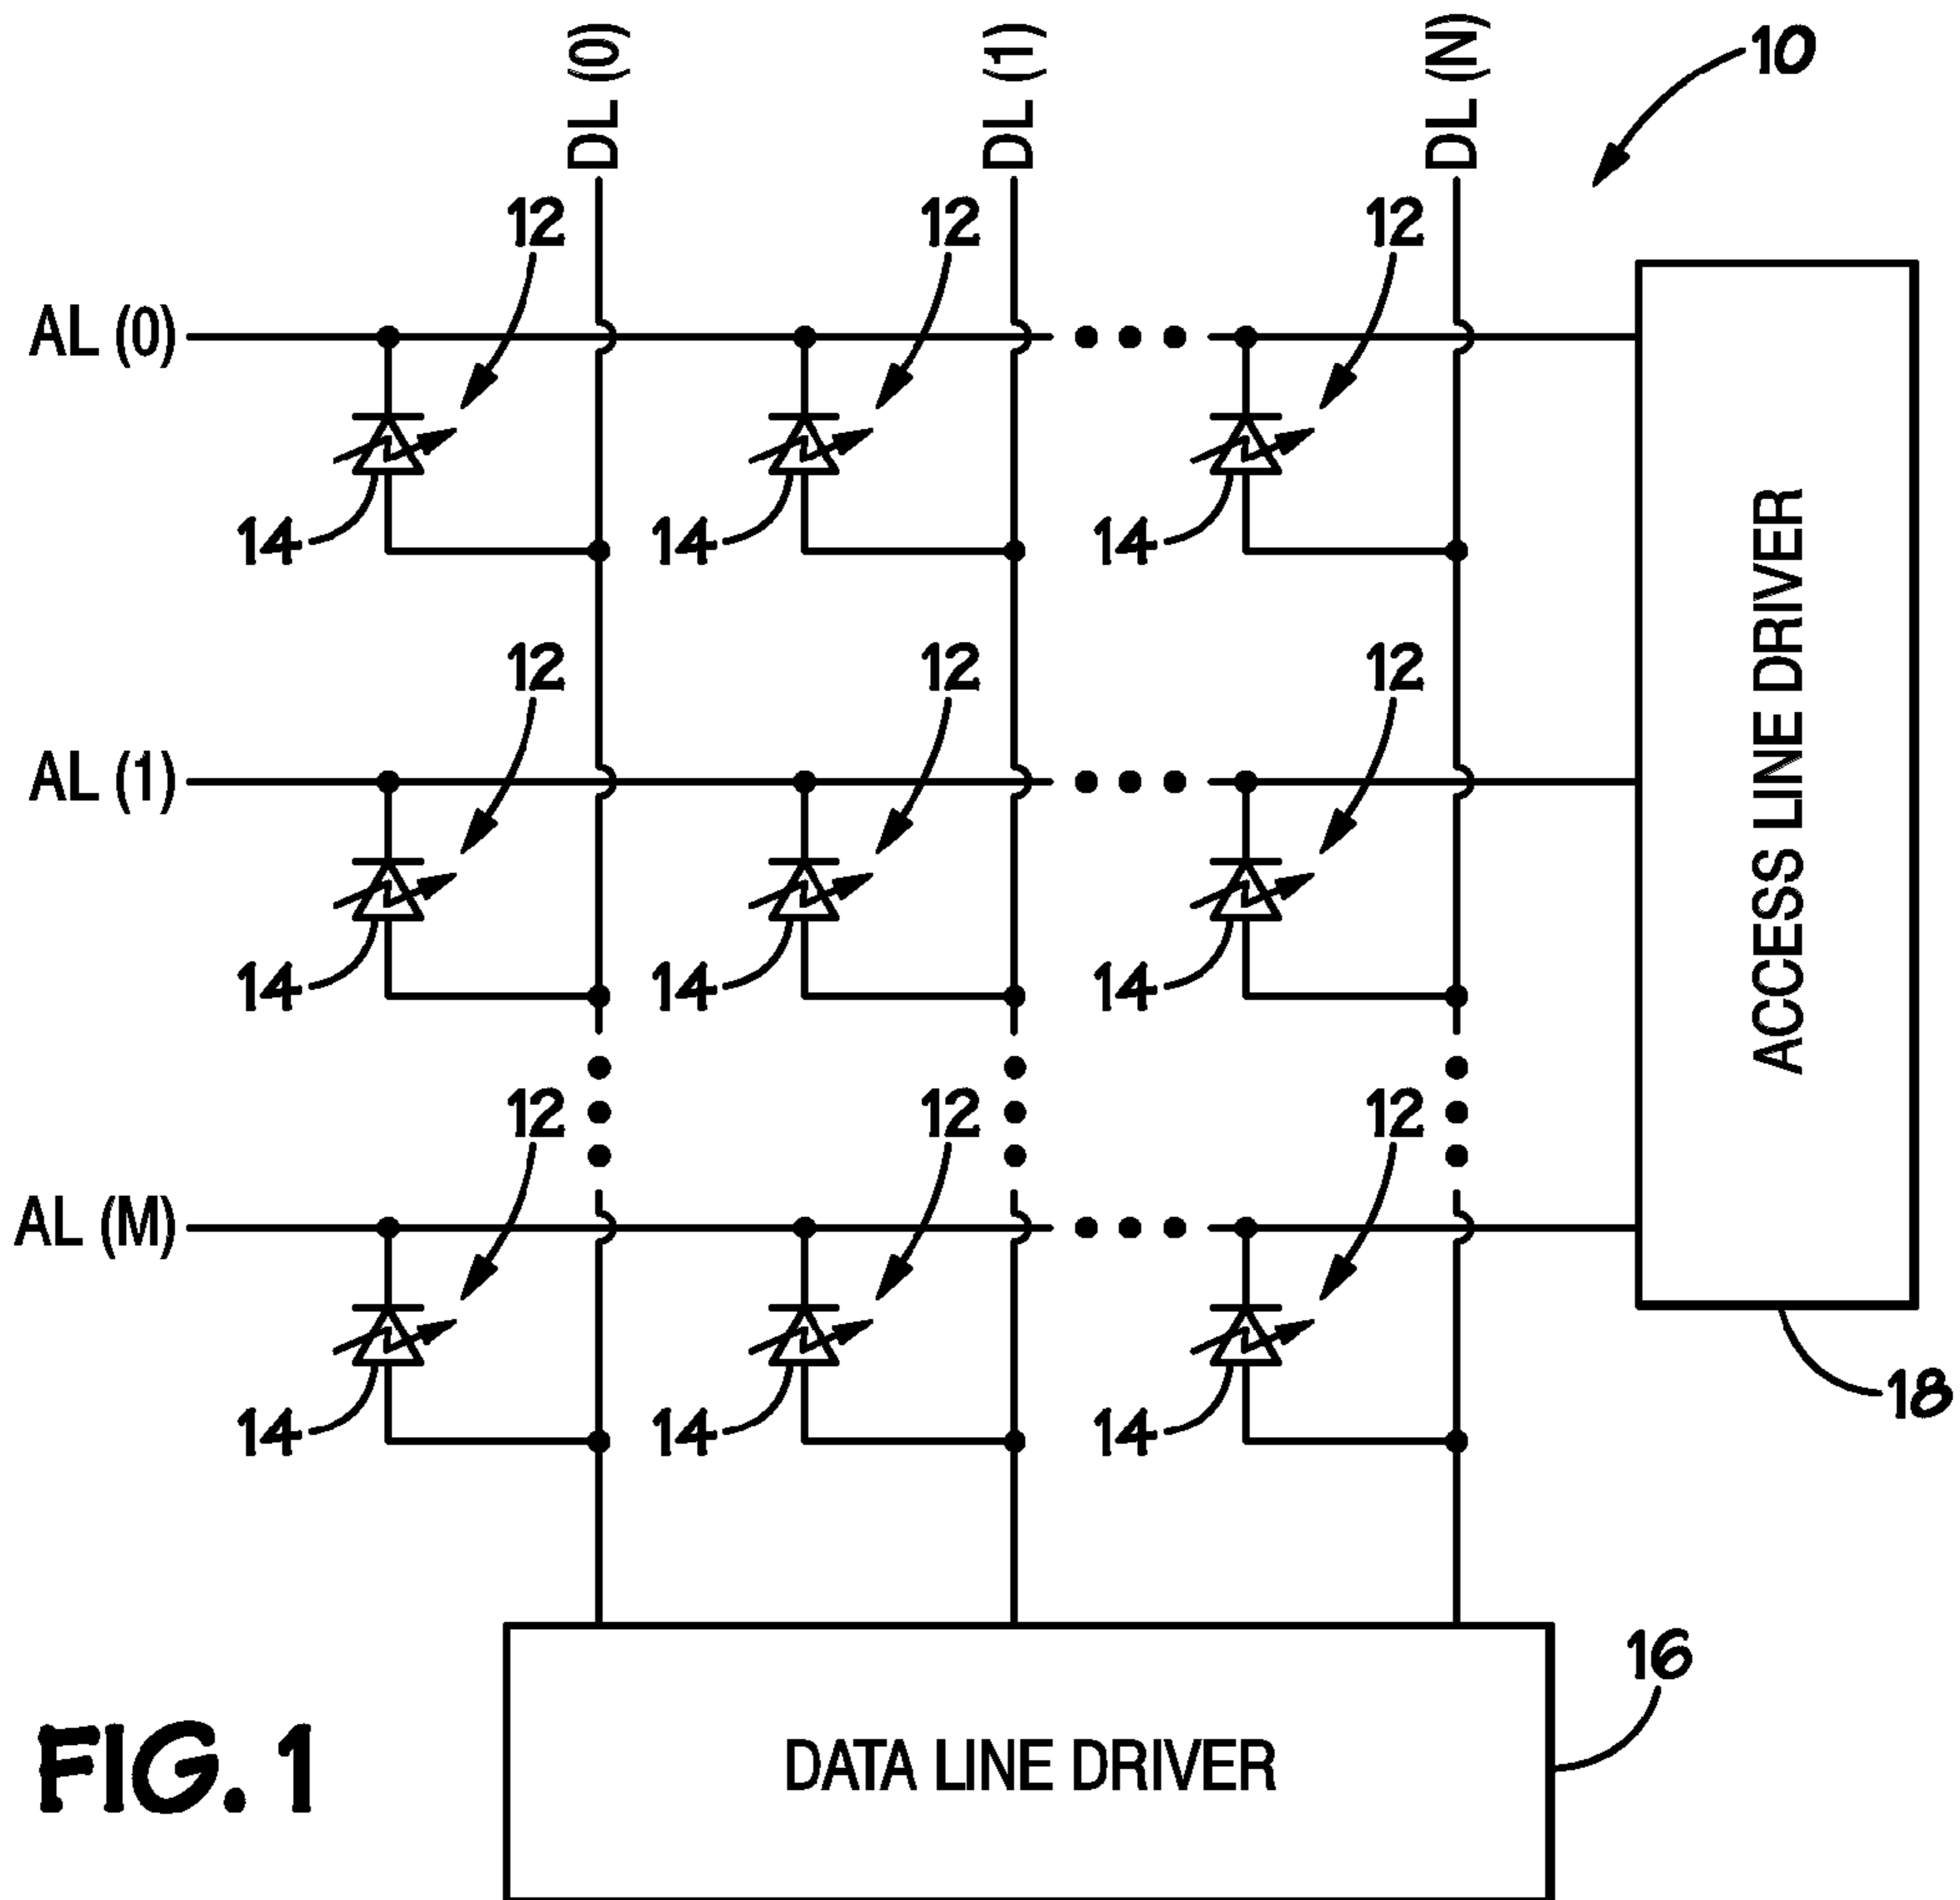 DL (0) DL (1) DL (N) 10
12 12 12
AL (0)
14 14 14
12 12 12
AL (1)
14 14 14
12 12 12
AL (M)
14 14 14
ACCESS LINE DRIVER
18
16
DATA LINE DRIVER
FIG. 1